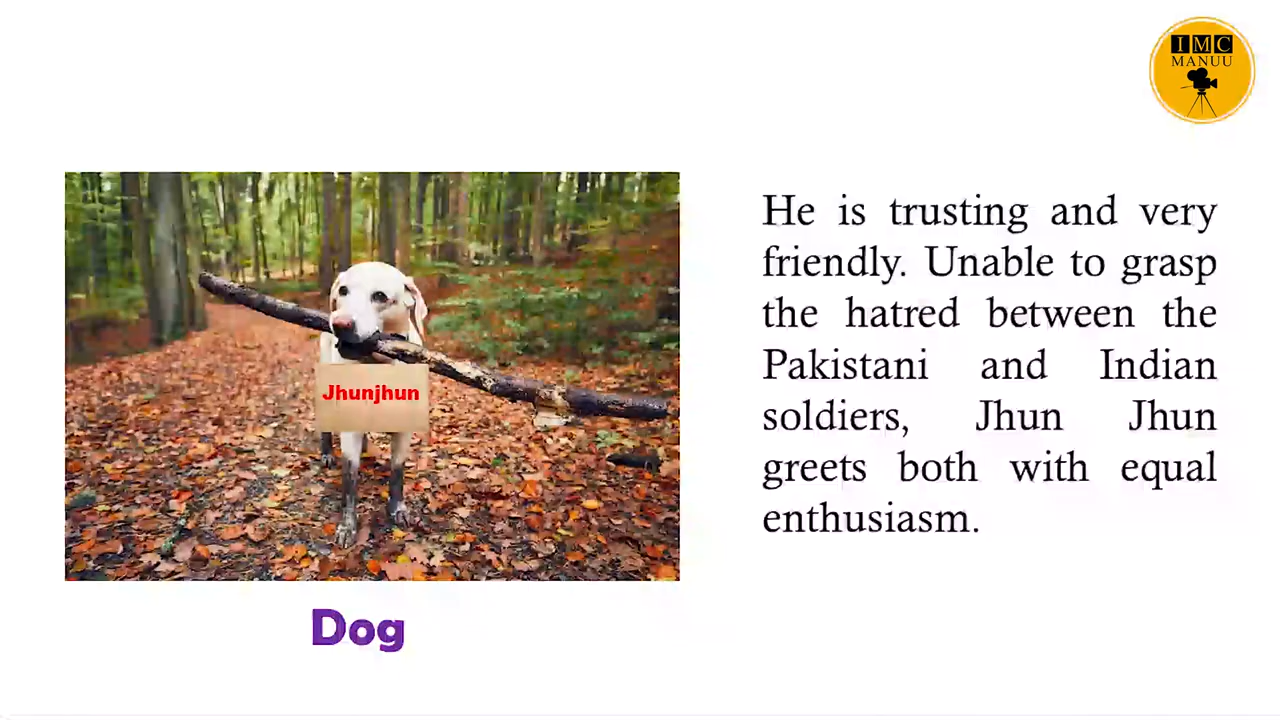 IMC
MANUU
He is trusting and very
friendly. Unable to grasp
the hatred between the
Pakistani and Indian
soldiers, Jhun Jhun
greets both with equal
enthusiasm.
Jhunjhun
Dog